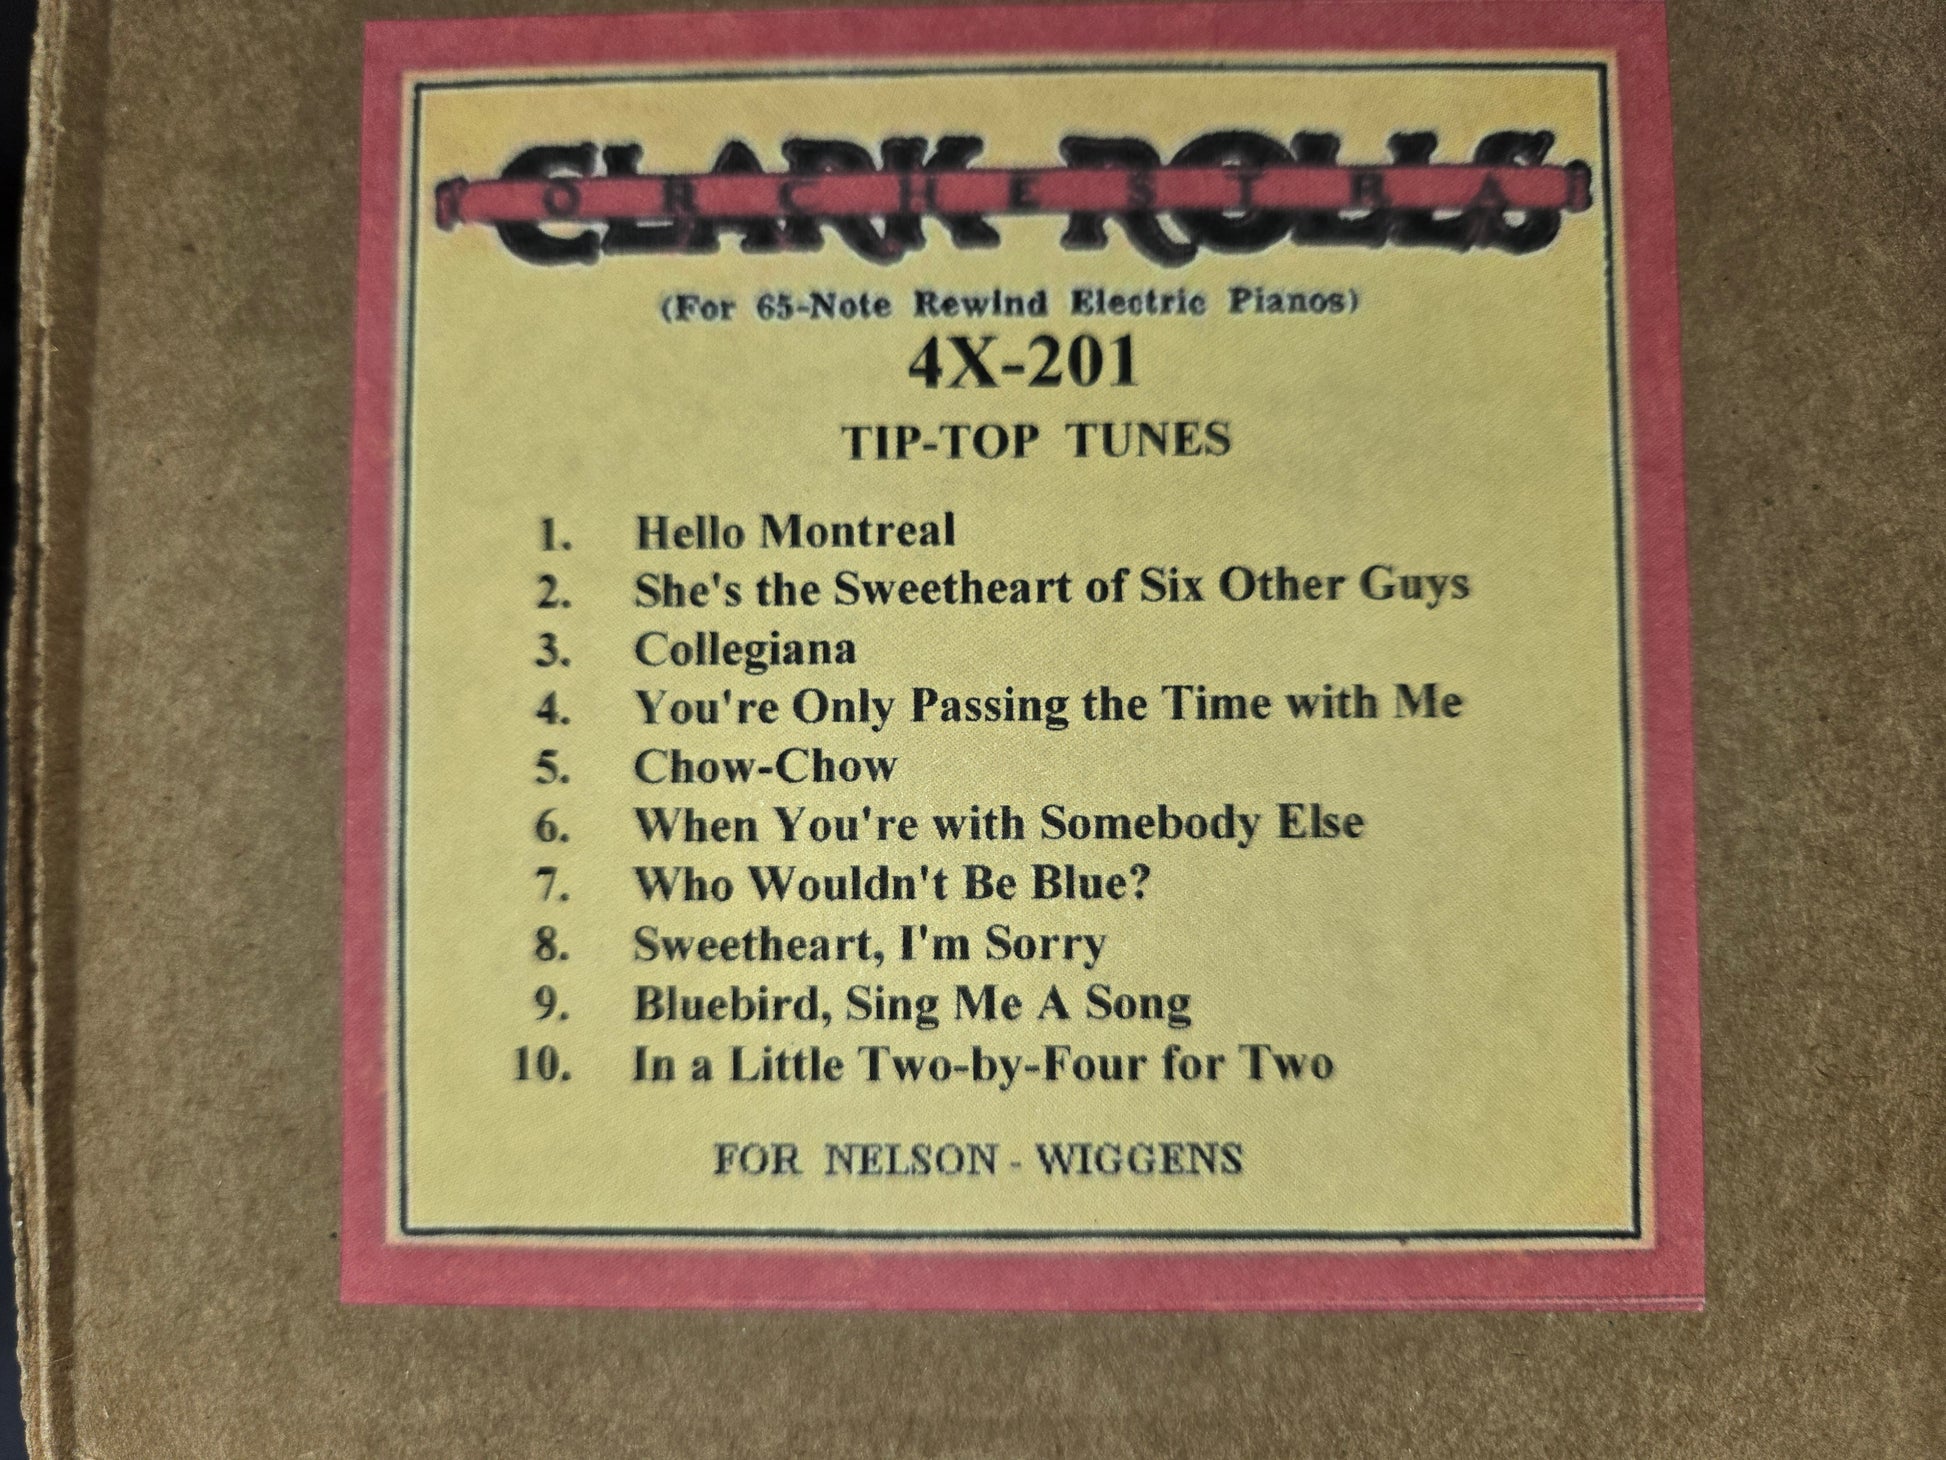 CLARK ROLLS
ORCHESTRA
(For 65-Note Rewind Electric Pianos)
4X-201
TIP-TOP TUNES
1. Hello Montreal
2. She's the Sweetheart of Six Other Guys
3. Collegiana
4. You're Only Passing the Time with Me
5. Chow-Chow
6. When You're with Somebody Else
7. Who Wouldn't Be Blue?
8. Sweetheart, I'm Sorry
9. Bluebird, Sing Me A Song
10. In a Little Two-by-Four for Two
FOR NELSON - WIGGENS